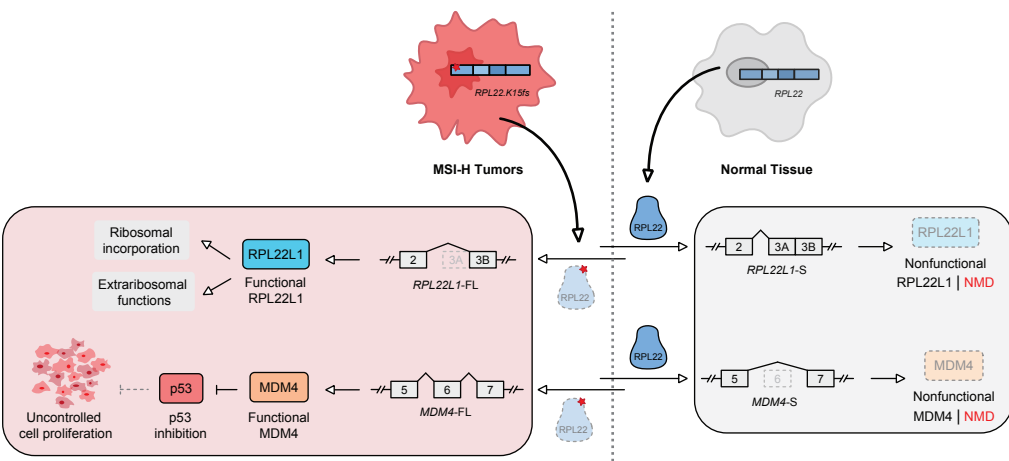 RPL22.K15fs
RPL22
MSI-H Tumors
Normal Tissue
Ribosomal
incorporation
Extraribosomal
functions
RPL22L1
Functional
RPL22L1
2
3A
3B
RPL22L1-FL
RPL22
RPL22
2
3A
3B
RPL22L1-S
RPL22L1
Nonfunctional
RPL22L1 | NMD
Uncontrolled
cell proliferation
p53
p53
inhibition
MDM4
Functional
MDM4
5
6
7
MDM4-FL
RPL22
RPL22
5
6
7
MDM4-S
MDM4
Nonfunctional
MDM4 | NMD